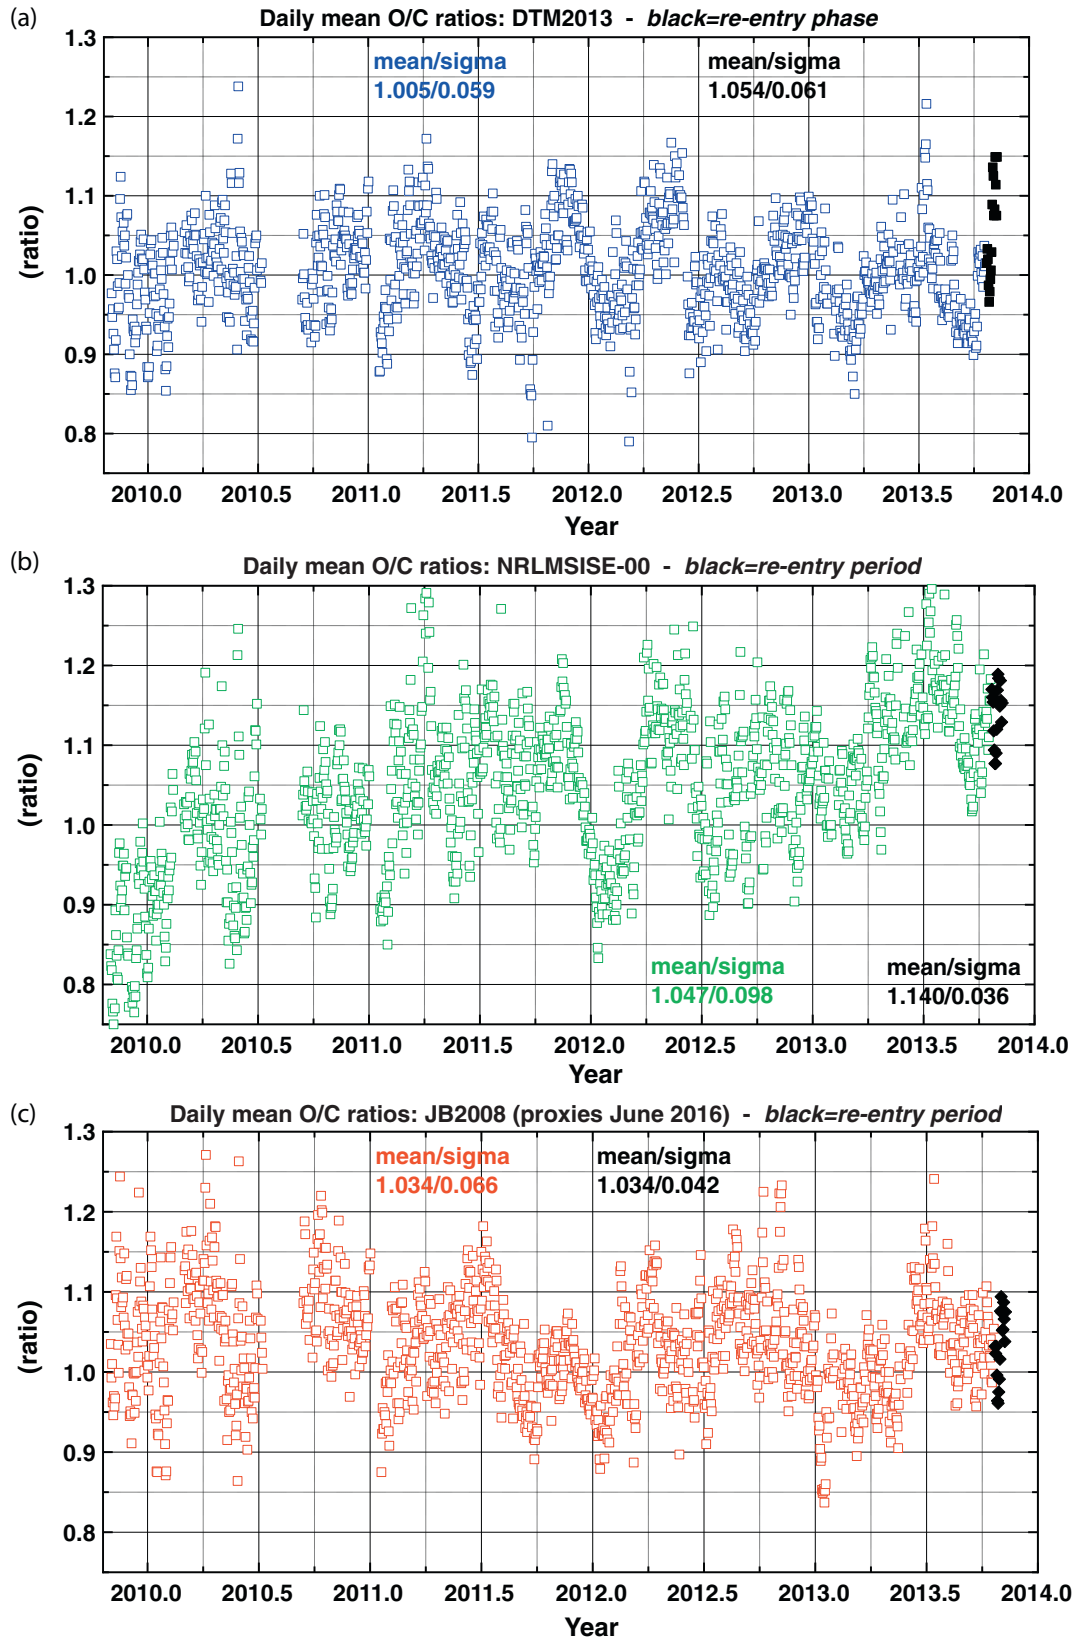 (a)
Daily mean O/C ratios: DTM2013 - black=re-entry phase
1.3
mean/sigma mean/sigma
1.005/0.059 1.054/0.061
1.2
1.1
(ratio)
1.0
0.9
0.8
2010.0 2010.5 2011.0 2011.5 2012.0 2012.5 2013.0 2013.5 2014.0
Year
(b)
Daily mean O/C ratios: NRLMSISE-00 - black=re-entry period
1.3
1.2
1.1
(ratio)
1.0
0.9
mean/sigma mean/sigma
1.047/0.098 1.140/0.036
0.8
2010.0 2010.5 2011.0 2011.5 2012.0 2012.5 2013.0 2013.5 2014.0
Year
(c)
Daily mean O/C ratios: JB2008 (proxies June 2016) - black=re-entry period
1.3
mean/sigma mean/sigma
1.034/0.066 1.034/0.042
1.2
1.1
(ratio)
1.0
0.9
0.8
2010.0 2010.5 2011.0 2011.5 2012.0 2012.5 2013.0 2013.5 2014.0
Year